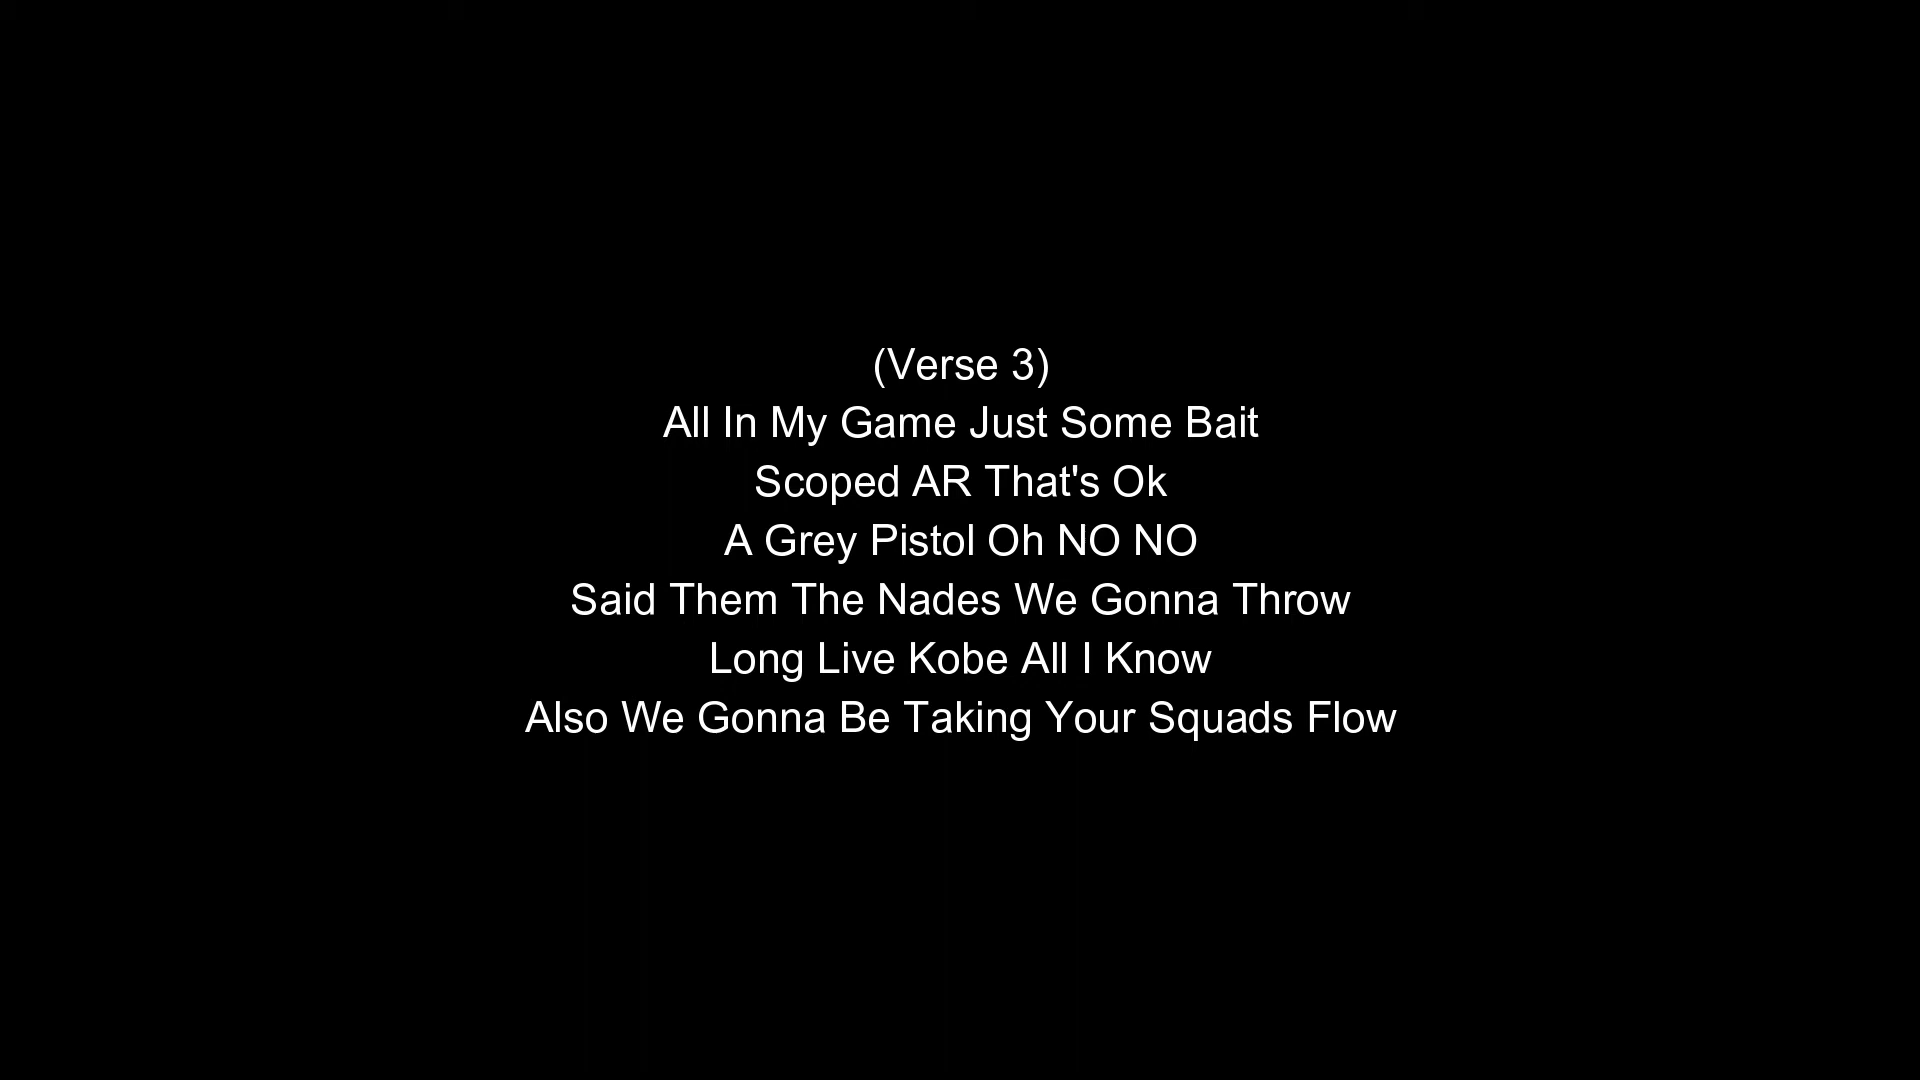 (Verse 3)
All In My Game Just Some Bait
Scoped AR That's Ok
A Grey Pistol Oh NO NO
Said Them The Nades We Gonna Throw
Long Live Kobe All I Know
Also We Gonna Be Taking Your Squads Flow